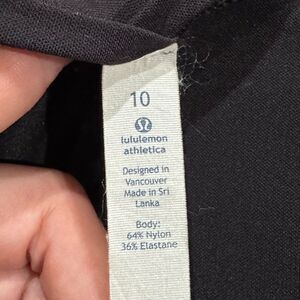 10
lululemon
athletica
Designed in
Vancouver
Made in Sri
Lanka
Body:
64% Nylon
36% Elastane